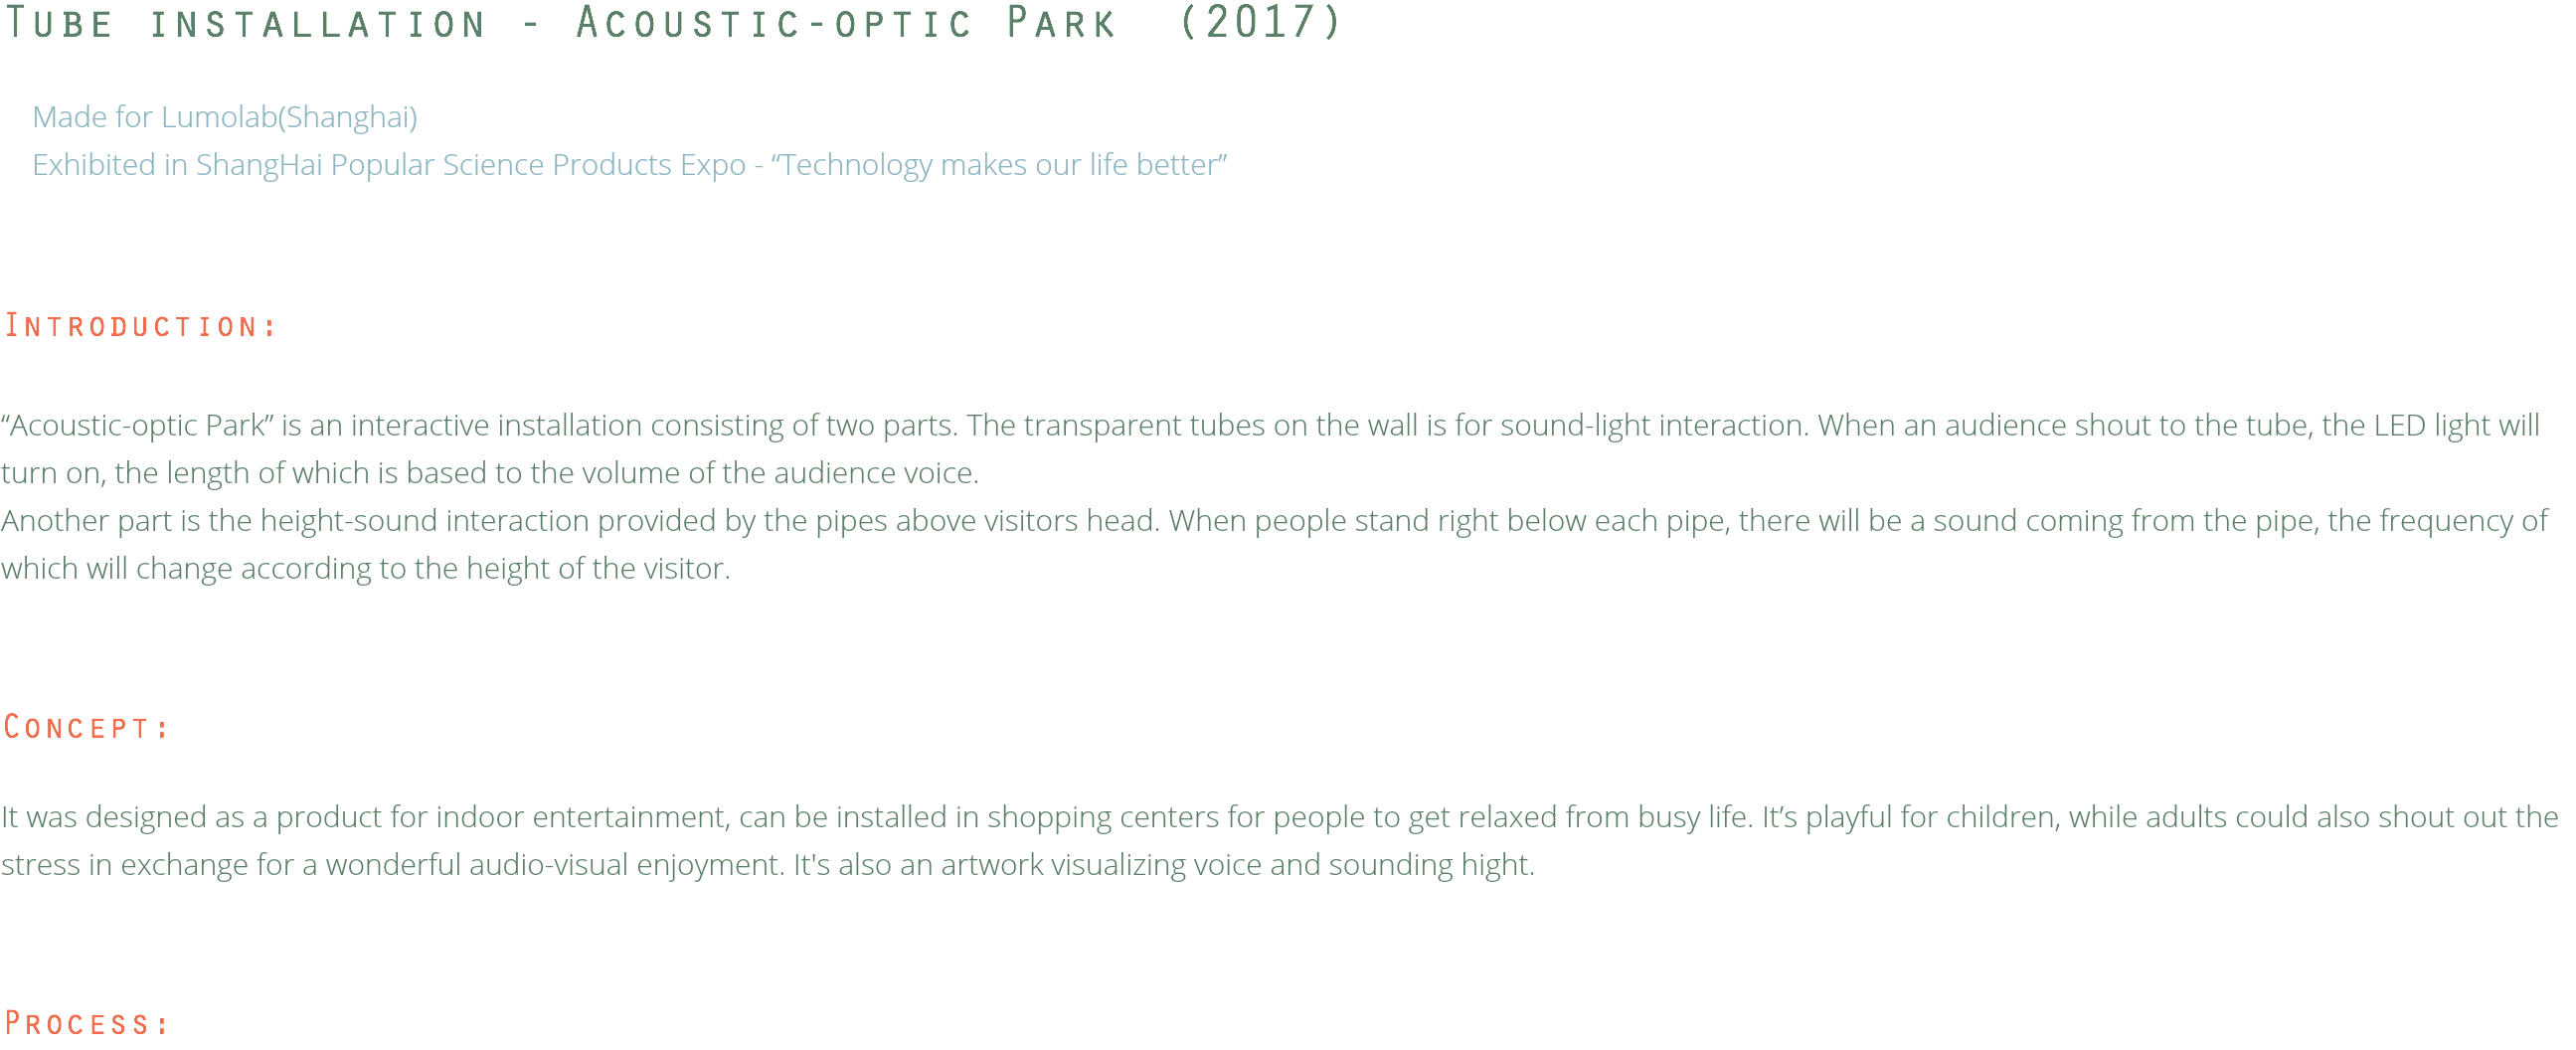 Tube installation - Acoustic-optic Park (2017)
Made for Lumolab(Shanghai)
Exhibited in ShangHai Popular Science Products Expo - “Technology makes our life better”
Introduction:
“Acoustic-optic Park” is an interactive installation consisting of two parts. The transparent tubes on the wall is for sound-light interaction. When an audience shout to the tube, the LED light will
turn on, the length of which is based to the volume of the audience voice.
Another part is the height-sound interaction provided by the pipes above visitors head. When people stand right below each pipe, there will be a sound coming from the pipe, the frequency of
which will change according to the height of the visitor.
Concept:
It was designed as a product for indoor entertainment, can be installed in shopping centers for people to get relaxed from busy life. It’s playful for children, while adults could also shout out the
stress in exchange for a wonderful audio-visual enjoyment. It's also an artwork visualizing voice and sounding hight.
Process: